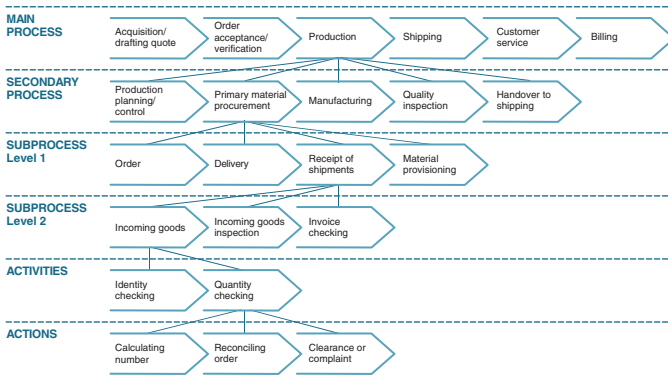 MAIN
PROCESS
Acquisition/
drafting quote
Order
acceptance/
verification
Production
Shipping
Customer
service
Billing
SECONDARY
PROCESS
Production
planning/
control
Primary material
procurement
Manufacturing
Quality
inspection
Handover to
shipping
SUBPROCESS
Level 1
Order
Delivery
Receipt of
shipments
Material
provisioning
SUBPROCESS
Level 2
Incoming goods
Incoming goods
inspection
Invoice
checking
ACTIVITIES
Identity
checking
Quantity
checking
ACTIONS
Calculating
number
Reconciling
order
Clearance or
complaint